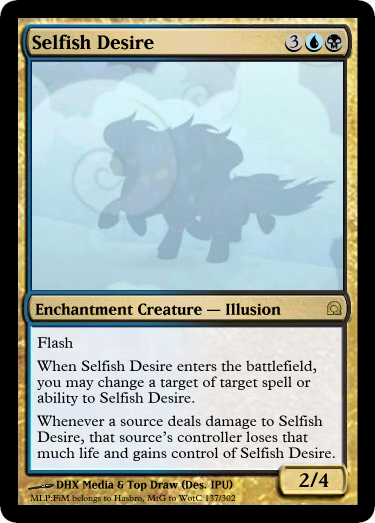 Selfish Desire 3
Enchantment Creature — Illusion
Flash
When Selfish Desire enters the battlefield,
you may change a target of target spell or
ability to Selfish Desire.
Whenever a source deals damage to Selfish
Desire, that source's controller loses that
much life and gains control of Selfish Desire.
2/4
DHX Media & Top Draw (Des. IPU)
MLP:FiM belongs to Hasbro, MtG to WotC 137/302